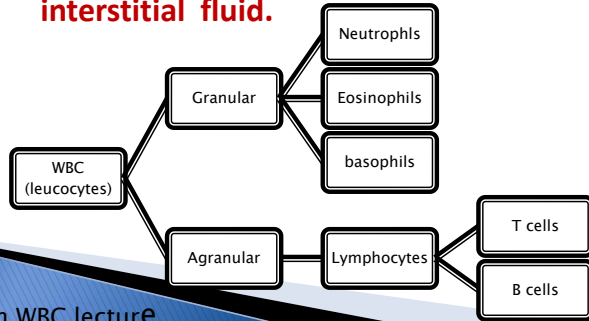 interstitial fluid.
Neutrophls
Granular
Eosinophils
basophils
WBC
(leucocytes)
Agranular
Lymphocytes
T cells
B cells
WBC lecture